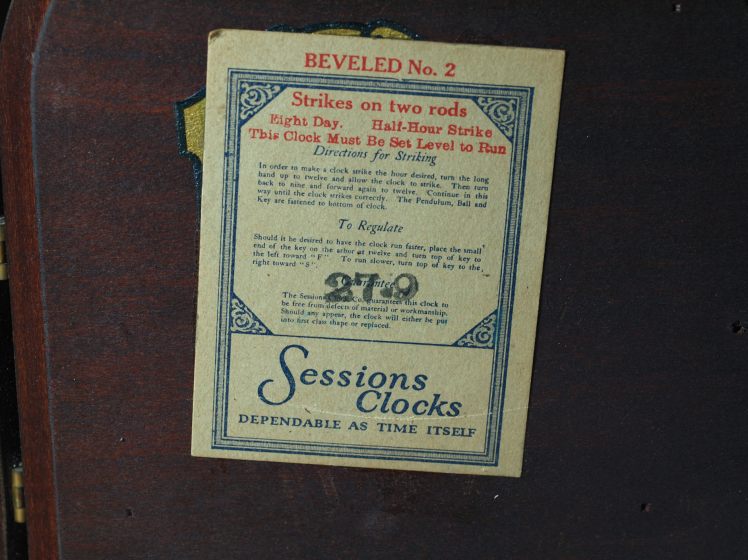 BEVELED No. 2
Strikes on two rods
Eight Day. Half-Hour Strike
This Clock Must Be Set Level to Run
Directions for Striking
In order to make a clock strike the hour desired, turn the long
hand up to twelve and allow the clock to strike. Then turn
back to nine and forward again to twelve. Continue in this
way until the clock strikes correctly. The Pendulum, Ball and
Key are fastened to bottom of clock.
To Regulate
Should it be desired to have the clock run faster, place the small
end of the key on the arbor at twelve and turn top of key to
the left toward "F". To run slower, turn top of key to the
right toward "S".
Guarantee
27-9
The Sessions Clock Co. guarantees this clock to
be free from defects of material or workmanship.
Should any appear, the clock will either be put
into first class shape or replaced.
Sessions
Clocks
DEPENDABLE AS TIME ITSELF